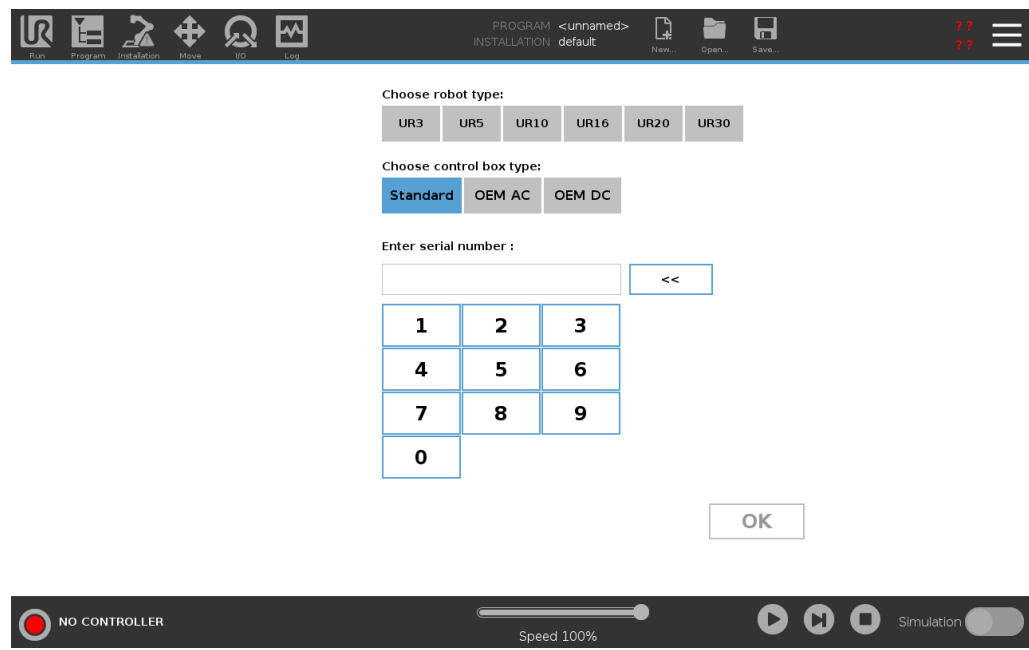 UR
Run Program Installation Move I/O Log
PROGRAM <unnamed>
INSTALLATION default
New... Open... Save...
? ?
? ?
Choose robot type:
UR3 UR5 UR10 UR16 UR20 UR30
Choose control box type:
Standard OEM AC OEM DC
Enter serial number :
<<
1 2 3
4 5 6
7 8 9
0
OK
NO CONTROLLER
Speed 100%
Simulation